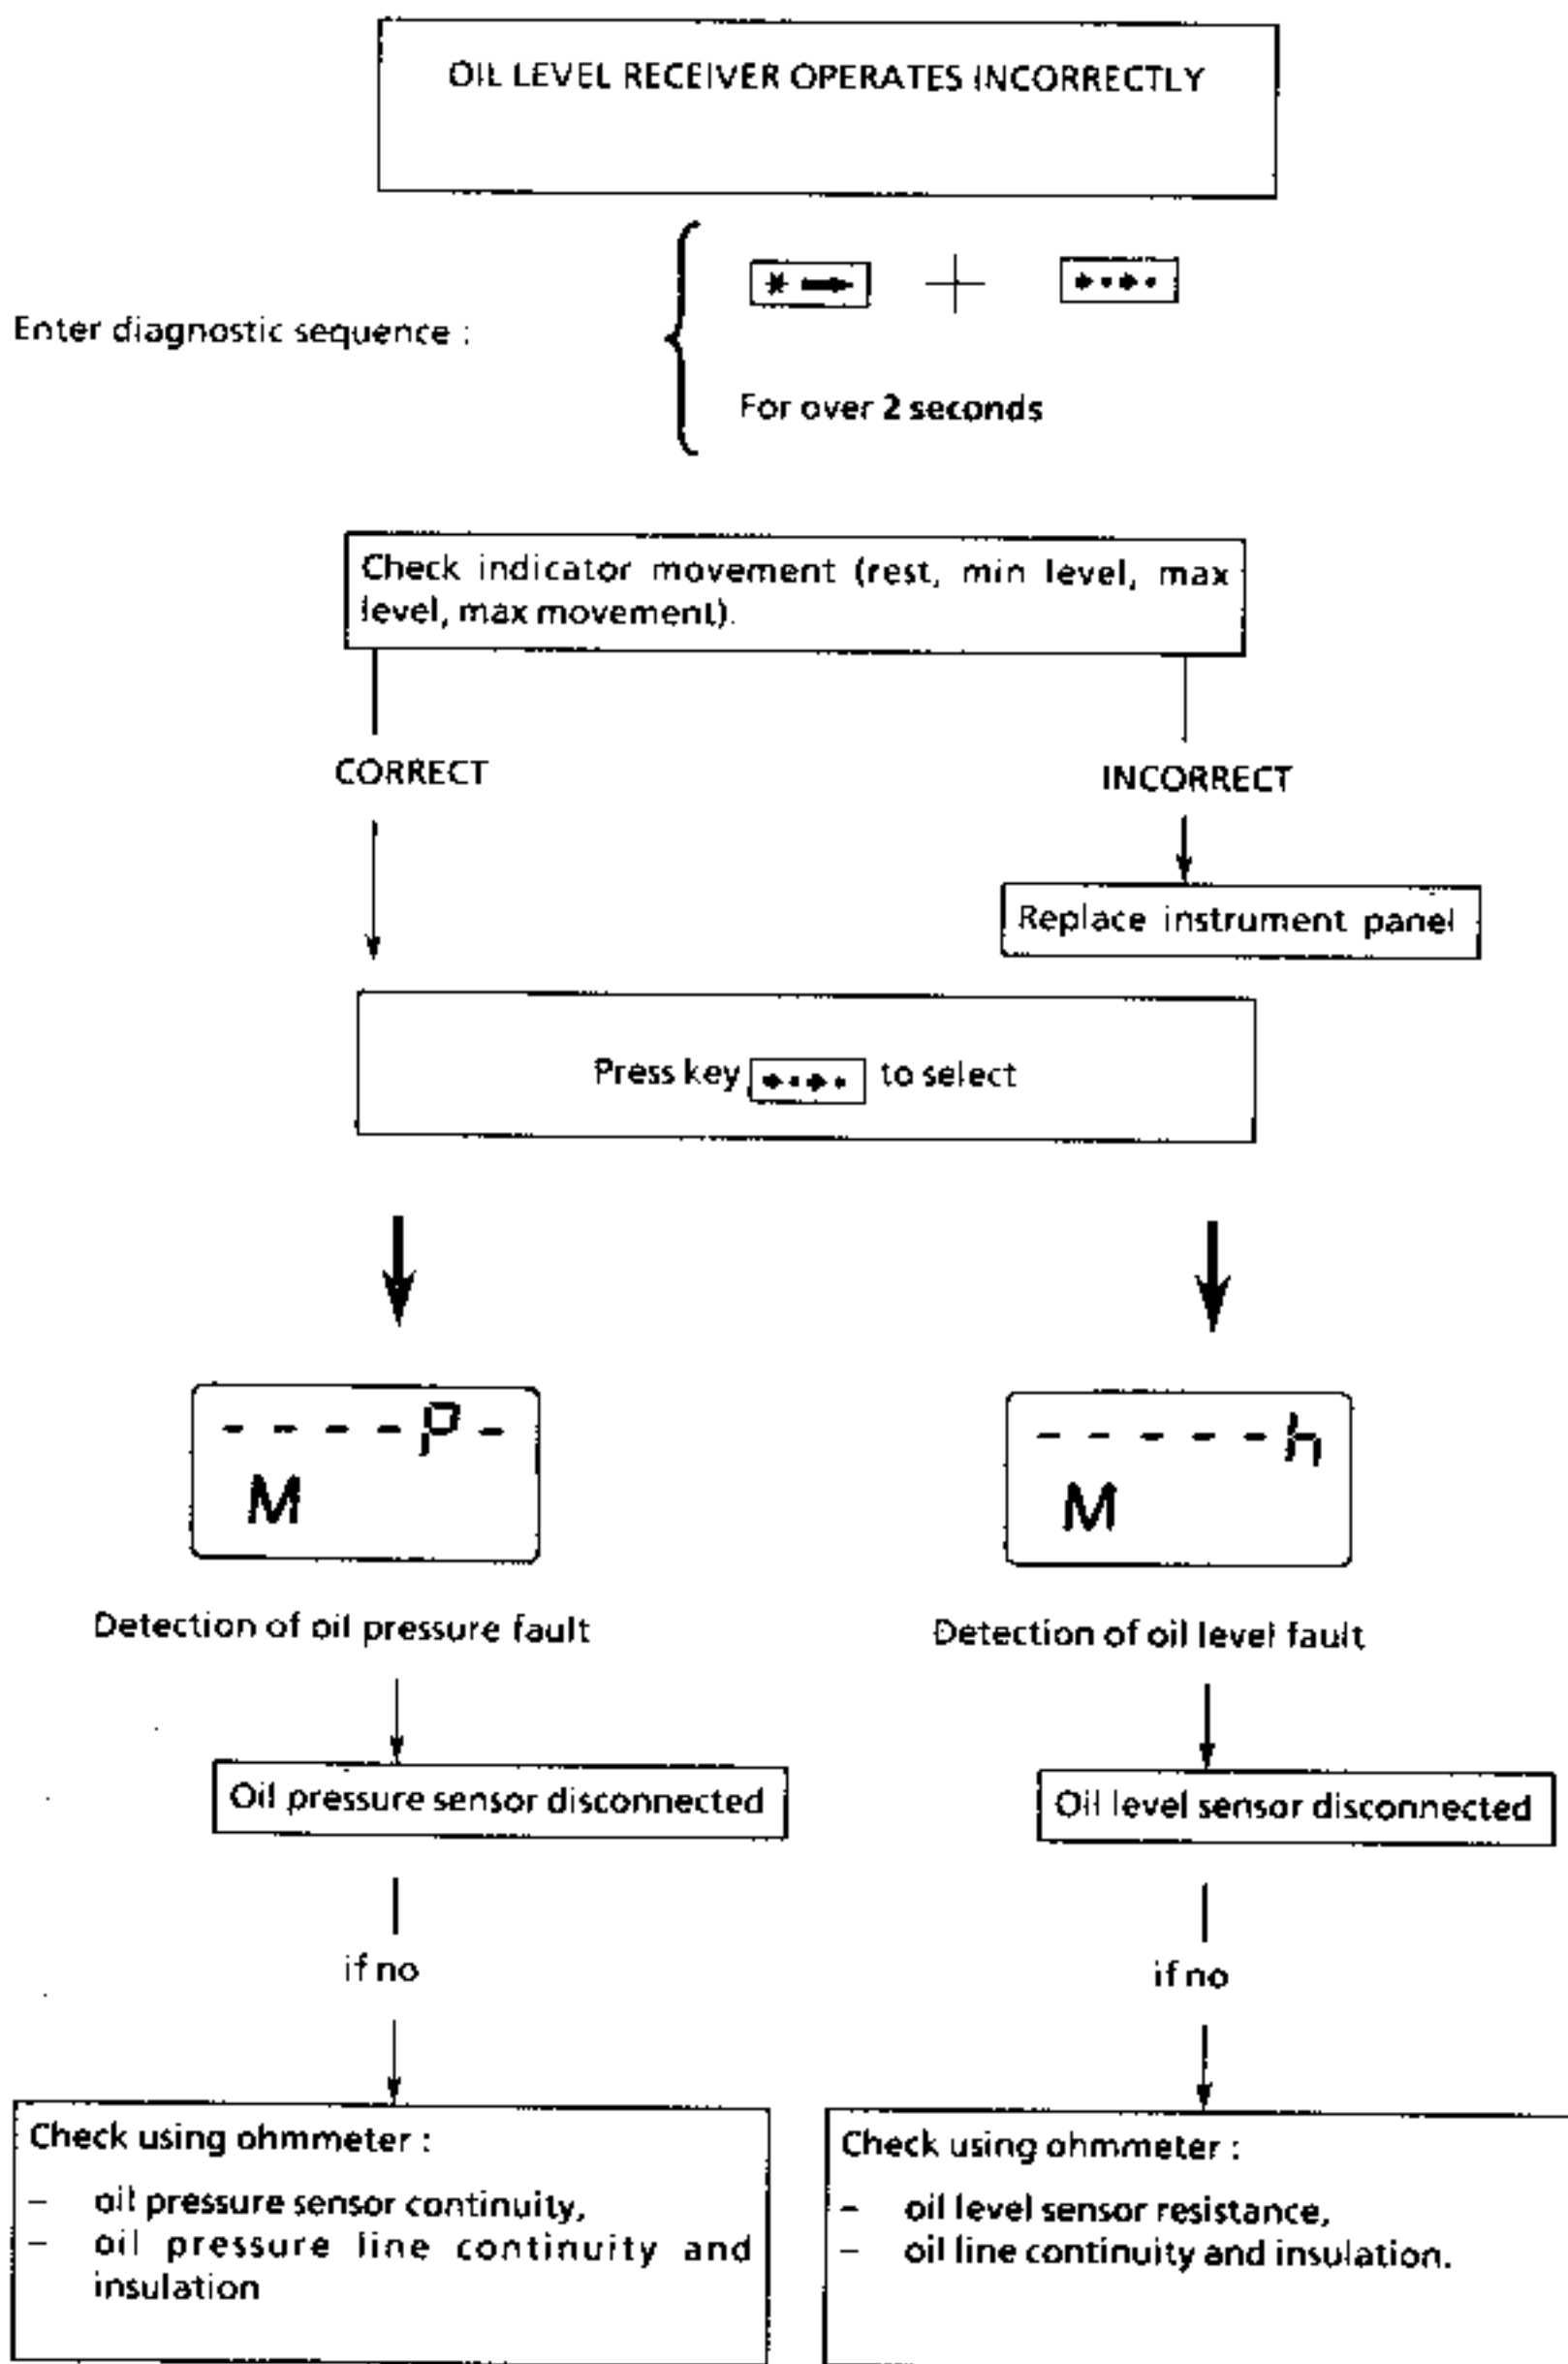 OIL LEVEL RECEIVER OPERATES INCORRECTLY
Enter diagnostic sequence :
+
For over 2 seconds
Check indicator movement (rest, min level, max
level, max movement).
CORRECT
INCORRECT
Replace instrument panel
Press key to select
- - - - P -
M
- - - - - h
M
Detection of oil pressure fault
Detection of oil level fault
Oil pressure sensor disconnected
Oil level sensor disconnected
if no
if no
Check using ohmmeter :
- oil pressure sensor continuity,
- oil pressure line continuity and
insulation
Check using ohmmeter :
- oil level sensor resistance,
- oil line continuity and insulation.